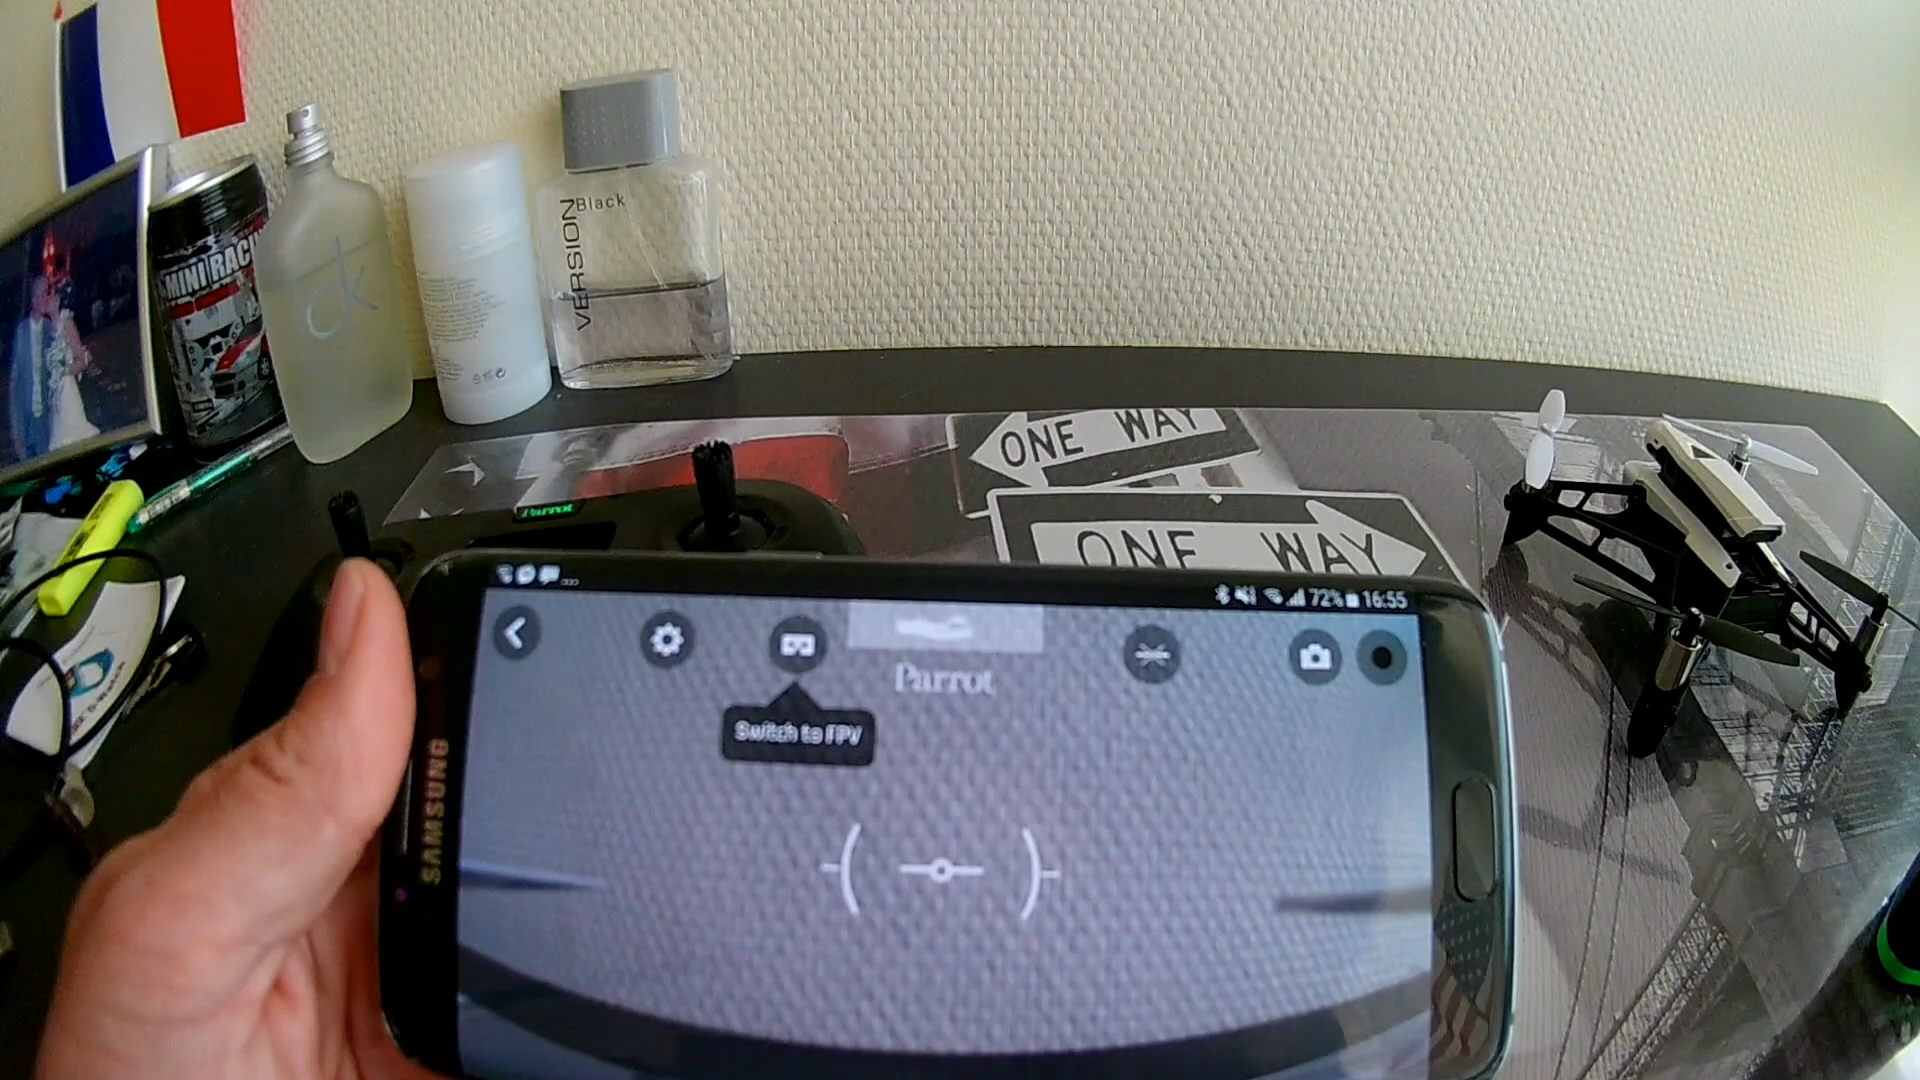 MINI RACI
ck
VERSION
Black
ONE WAY
ONE WAY
Parrot
72% 16:55
Parrot
Switch to FPV
SAMSUNG